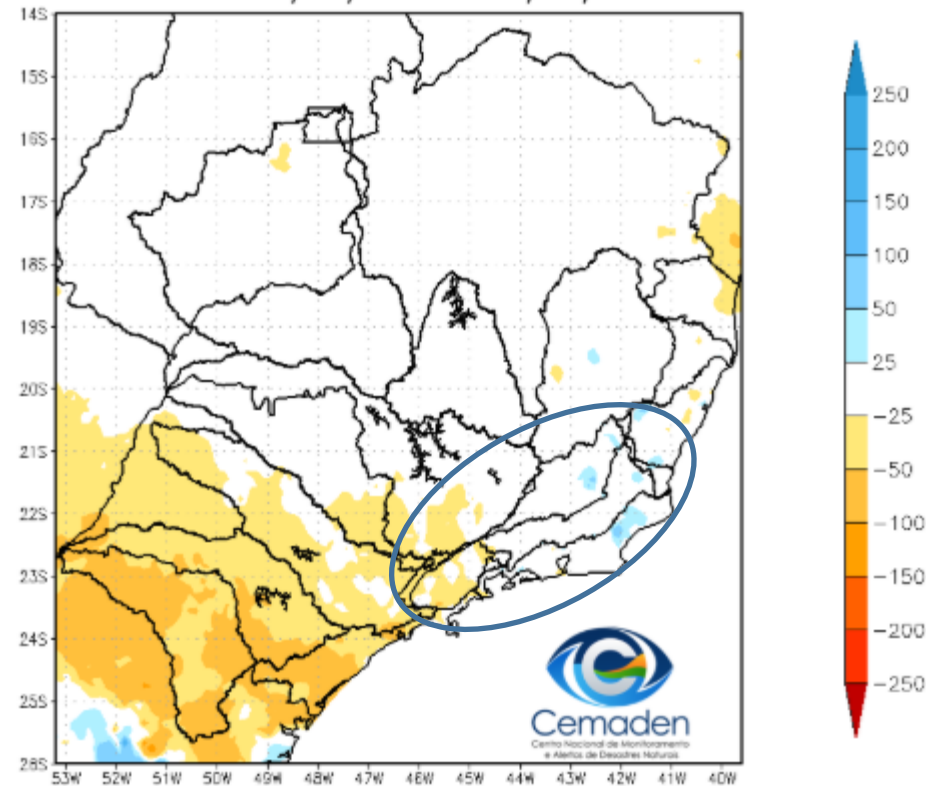 14S
15S
16S
17S
18S
19S
20S
21S
22S
23S
24S
25S
26S
53W 52W 51W 50W 49W 48W 47W 46W 45W 44W 43W 42W 41W 40W
250
200
150
100
50
25
−25
−50
−100
−150
−200
−250
Cemaden
Centro Nacional de Monitoramento
e Alertas de Desastres Naturais